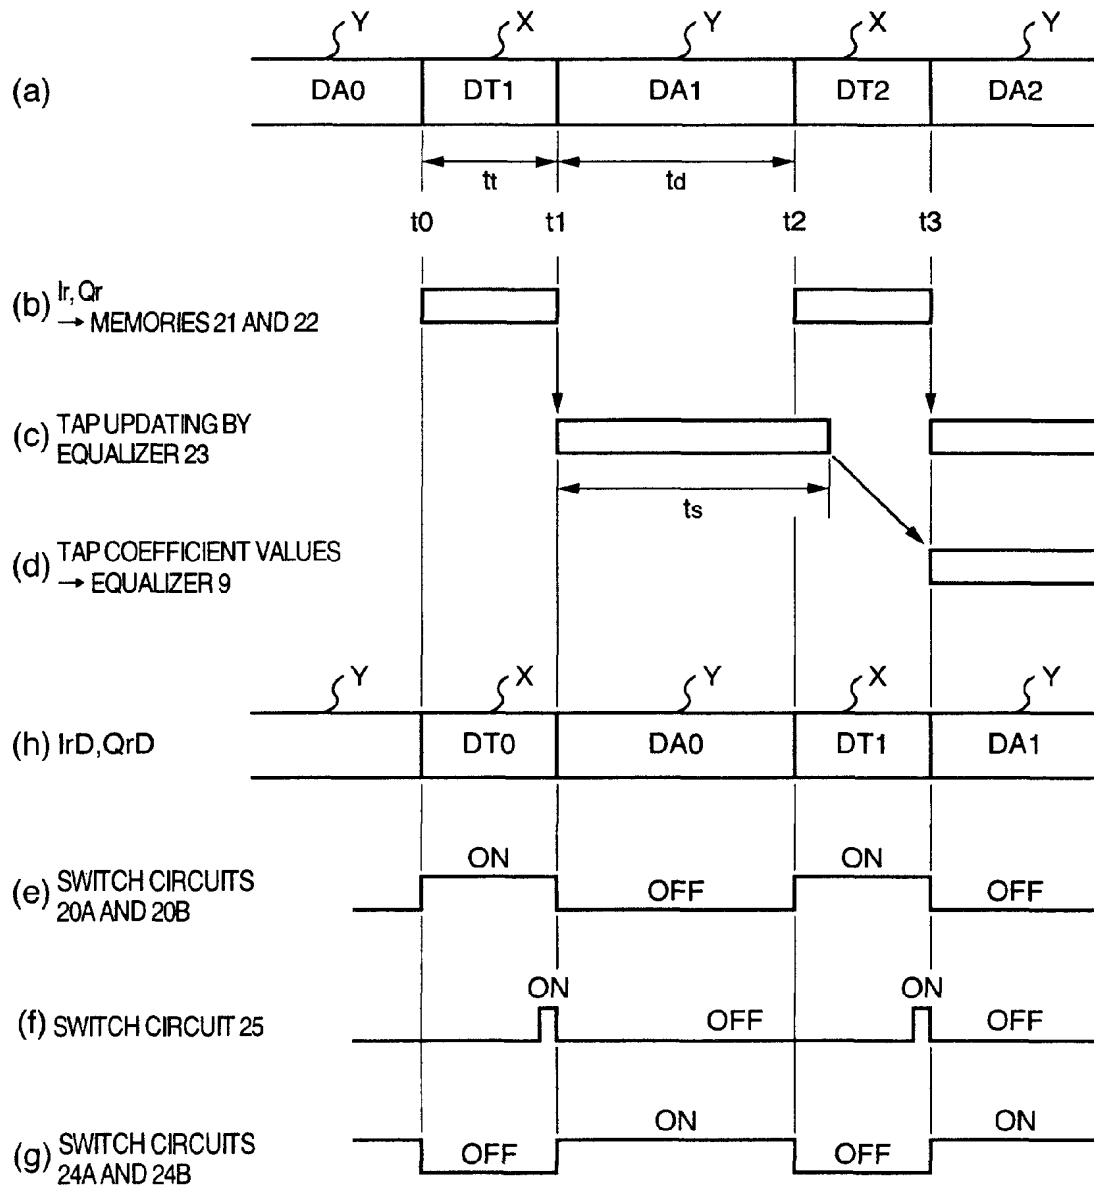 Y X Y X Y
(a) DA0 DT1 DA1 DT2 DA2
tt td
t0 t1 t2 t3
(b) Ir, Qr
→ MEMORIES 21 AND 22
(c) TAP UPDATING BY
EQUALIZER 23
ts
(d) TAP COEFFICIENT VALUES
→ EQUALIZER 9
Y X Y X Y
(h) IrD,QrD DT0 DA0 DT1 DA1
ON ON
(e) SWITCH CIRCUITS
20A AND 20B
OFF OFF
ON ON
(f) SWITCH CIRCUIT 25 OFF OFF
ON ON
(g) SWITCH CIRCUITS
24A AND 24B
OFF OFF